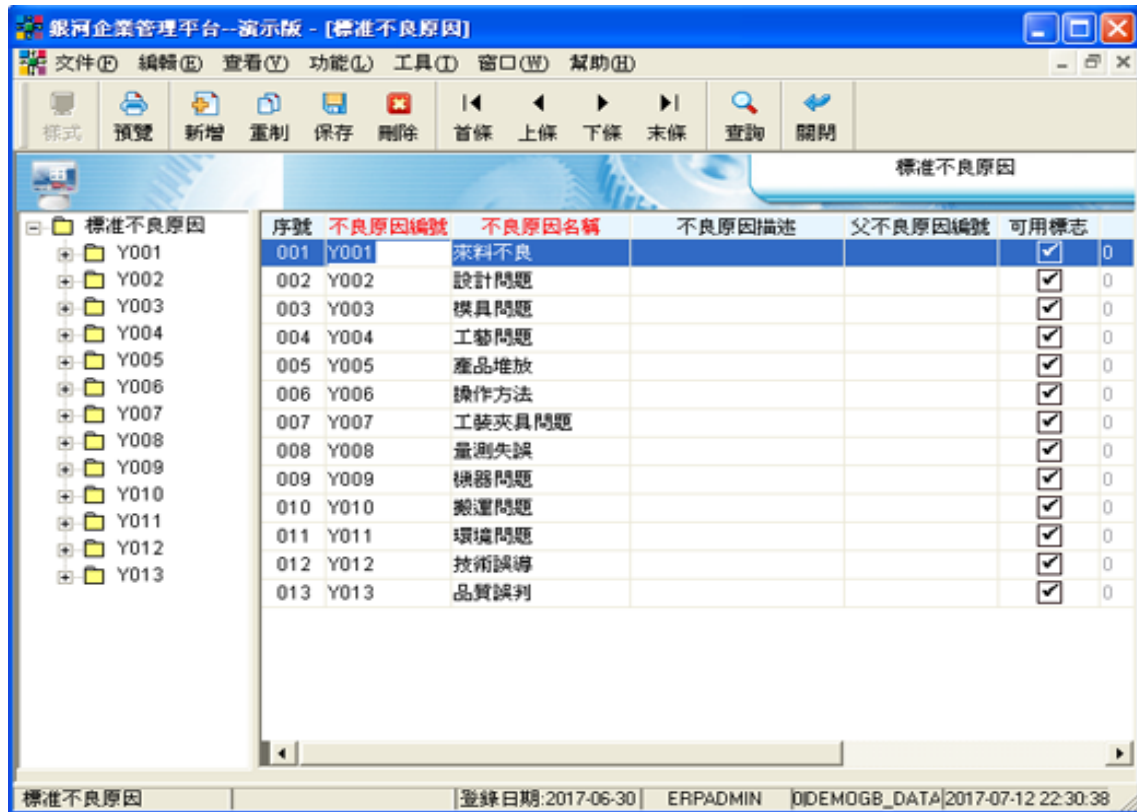 銀河企業管理平台--演示版 - [標准不良原因]
文件(F) 編輯(E) 查看(V) 功能(L) 工具(T) 窗口(W) 幫助(H)
樣式 預覽 新增 重制 保存 刪除 首條 上條 下條 末條 查詢 關閉
標准不良原因
標准不良原因
Y001
Y002
Y003
Y004
Y005
Y006
Y007
Y008
Y009
Y010
Y011
Y012
Y013
序號 不良原因編號 不良原因名稱 不良原因描述 父不良原因編號 可用標志
001 Y001 來料不良 0
002 Y002 設計問題 0
003 Y003 模具問題 0
004 Y004 工藝問題 0
005 Y005 產品堆放 0
006 Y006 操作方法 0
007 Y007 工裝夾具問題 0
008 Y008 量測失誤 0
009 Y009 機器問題 0
010 Y010 搬運問題 0
011 Y011 環境問題 0
012 Y012 技術誤導 0
013 Y013 品質誤判 0
標准不良原因 登錄日期:2017-06-30 ERPADMIN 0|DEMOGB_DATA 2017-07-12 22:30:38